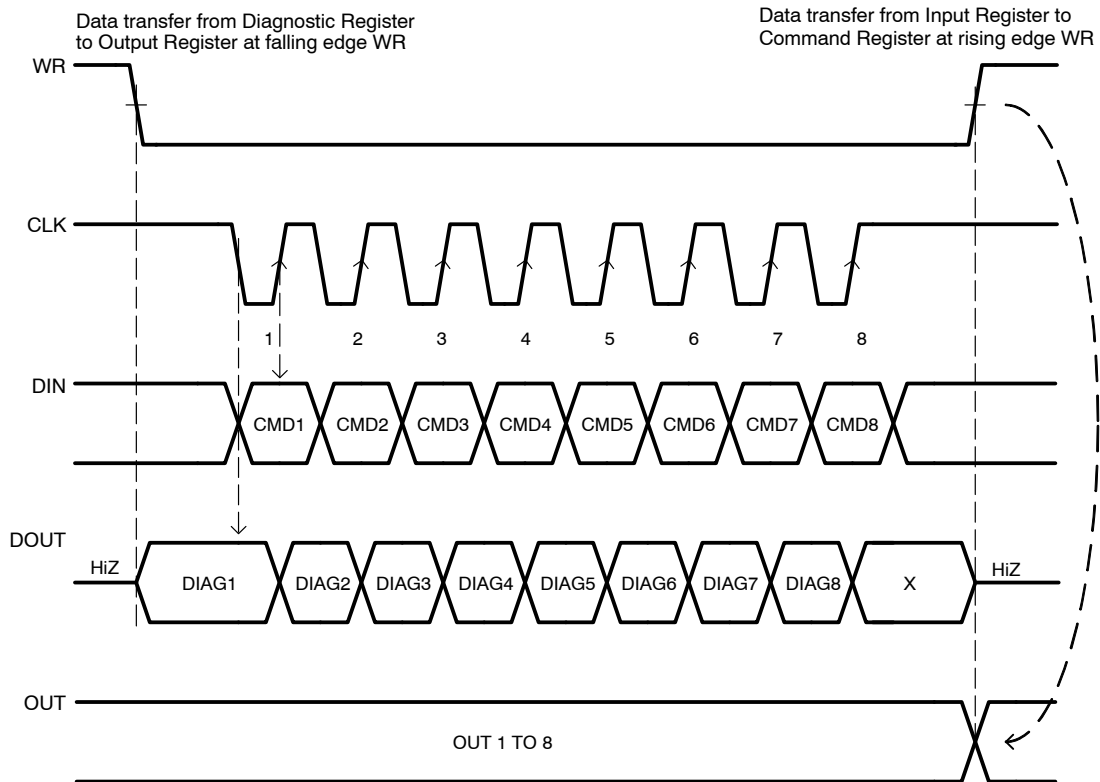 Data transfer from Diagnostic Register
to Output Register at falling edge WR
Data transfer from Input Register to
Command Register at rising edge WR
WR
CLK
1 2 3 4 5 6 7 8
DIN
CMD1 CMD2 CMD3 CMD4 CMD5 CMD6 CMD7 CMD8
DOUT
HiZ DIAG1 DIAG2 DIAG3 DIAG4 DIAG5 DIAG6 DIAG7 DIAG8 X HiZ
OUT
OUT 1 TO 8